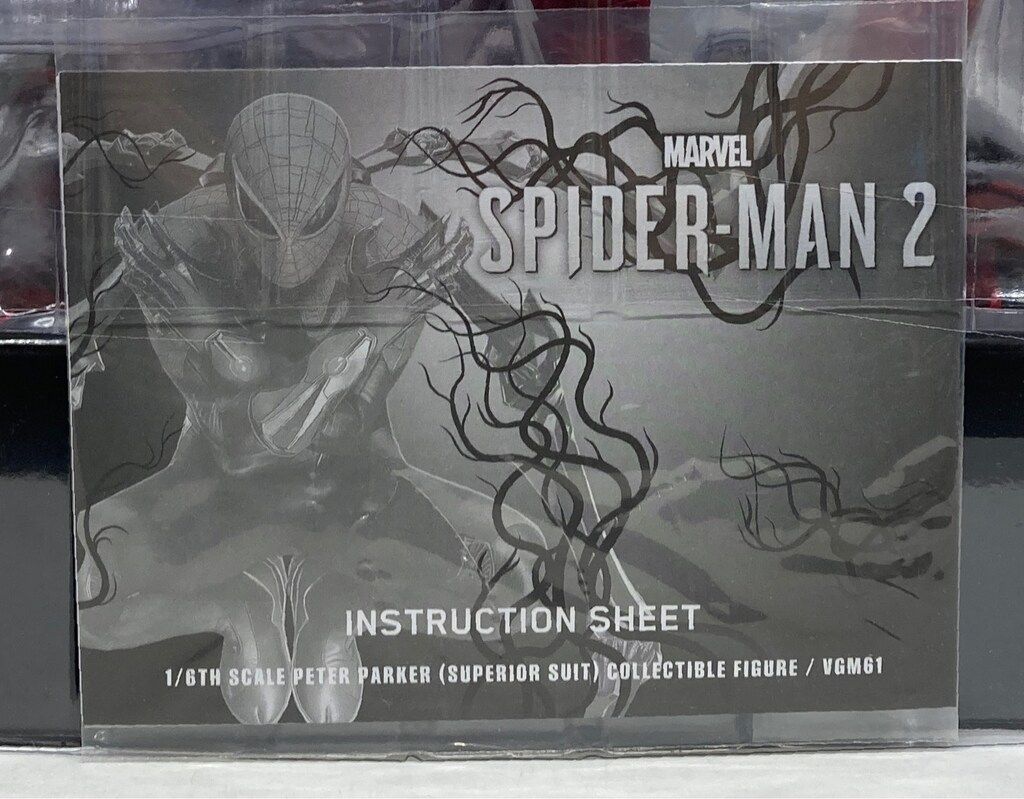 MARVEL
SPIDER-MAN 2
INSTRUCTION SHEET
1/6TH SCALE PETER PARKER (SUPERIOR SUIT) COLLECTIBLE FIGURE / VGM61